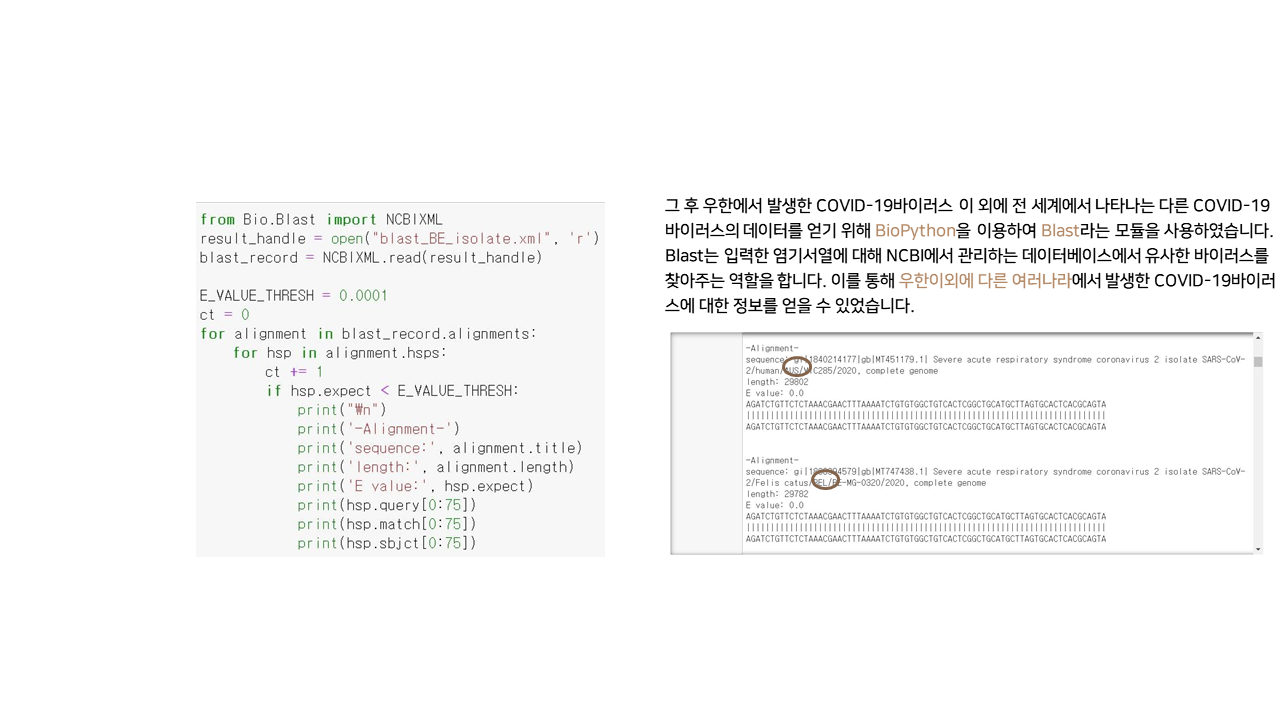 from Bio.Blast import NCBIXML
result_handle = open("blast_BE_isolate.xml", 'r')
blast_record = NCBIXML.read(result_handle)
E_VALUE_THRESH = 0.0001
ct = 0
for alignment in blast_record.alignments:
    for hsp in alignment.hsps:
        ct += 1
        if hsp.expect < E_VALUE_THRESH:
            print("₩n")
            print('-Alignment-')
            print('sequence:', alignment.title)
            print('length:', alignment.length)
            print('E value:', hsp.expect)
            print(hsp.query[0:75])
            print(hsp.match[0:75])
            print(hsp.sbjct[0:75])
그 후 우한에서 발생한 COVID-19바이러스 이 외에 전 세계에서 나타나는 다른 COVID-19
바이러스의 데이터를 얻기 위해 BioPython을 이용하여 Blast라는 모듈을 사용하였습니다.
Blast는 입력한 염기서열에 대해 NCBI에서 관리하는 데이터베이스에서 유사한 바이러스를
찾아주는 역할을 합니다. 이를 통해 우한이외에 다른 여러나라에서 발생한 COVID-19바이러
스에 대한 정보를 얻을 수 있었습니다.
-Alignment-
sequence: gi|1840214177|gb|MT451179.1| Severe acute respiratory syndrome coronavirus 2 isolate SARS-CoV-
2/human/AUS/ 2020, complete genome
length: 29802
E value: 0.0
AGATCTGTTCTCTAAACGAACTTTAAAATCTGTGTGGCTGTCACTCGGCTGCATGCTTAGTGCACTCACGCAGTA
|||||||||||||||||||||||||||||||||||||||||||||||||||||||||||||||||||||||||||
AGATCTGTTCTCTAAACGAACTTTAAAATCTGTGTGGCTGTCACTCGGCTGCATGCTTAGTGCACTCACGCAGTA
-Alignment-
sequence: |gb|MT747438.1| Severe acute respiratory syndrome coronavirus 2 isolate SARS-CoV-
2/Felis catus/BEL/BE-MG-0320/2020, complete genome
length: 29782
E value: 0.0
AGATCTGTTCTCTAAACGAACTTTAAAATCTGTGTGGCTGTCACTCGGCTGCATGCTTAGTGCACTCACGCAGTA
|||||||||||||||||||||||||||||||||||||||||||||||||||||||||||||||||||||||||||
AGATCTGTTCTCTAAACGAACTTTAAAATCTGTGTGGCTGTCACTCGGCTGCATGCTTAGTGCACTCACGCAGTA